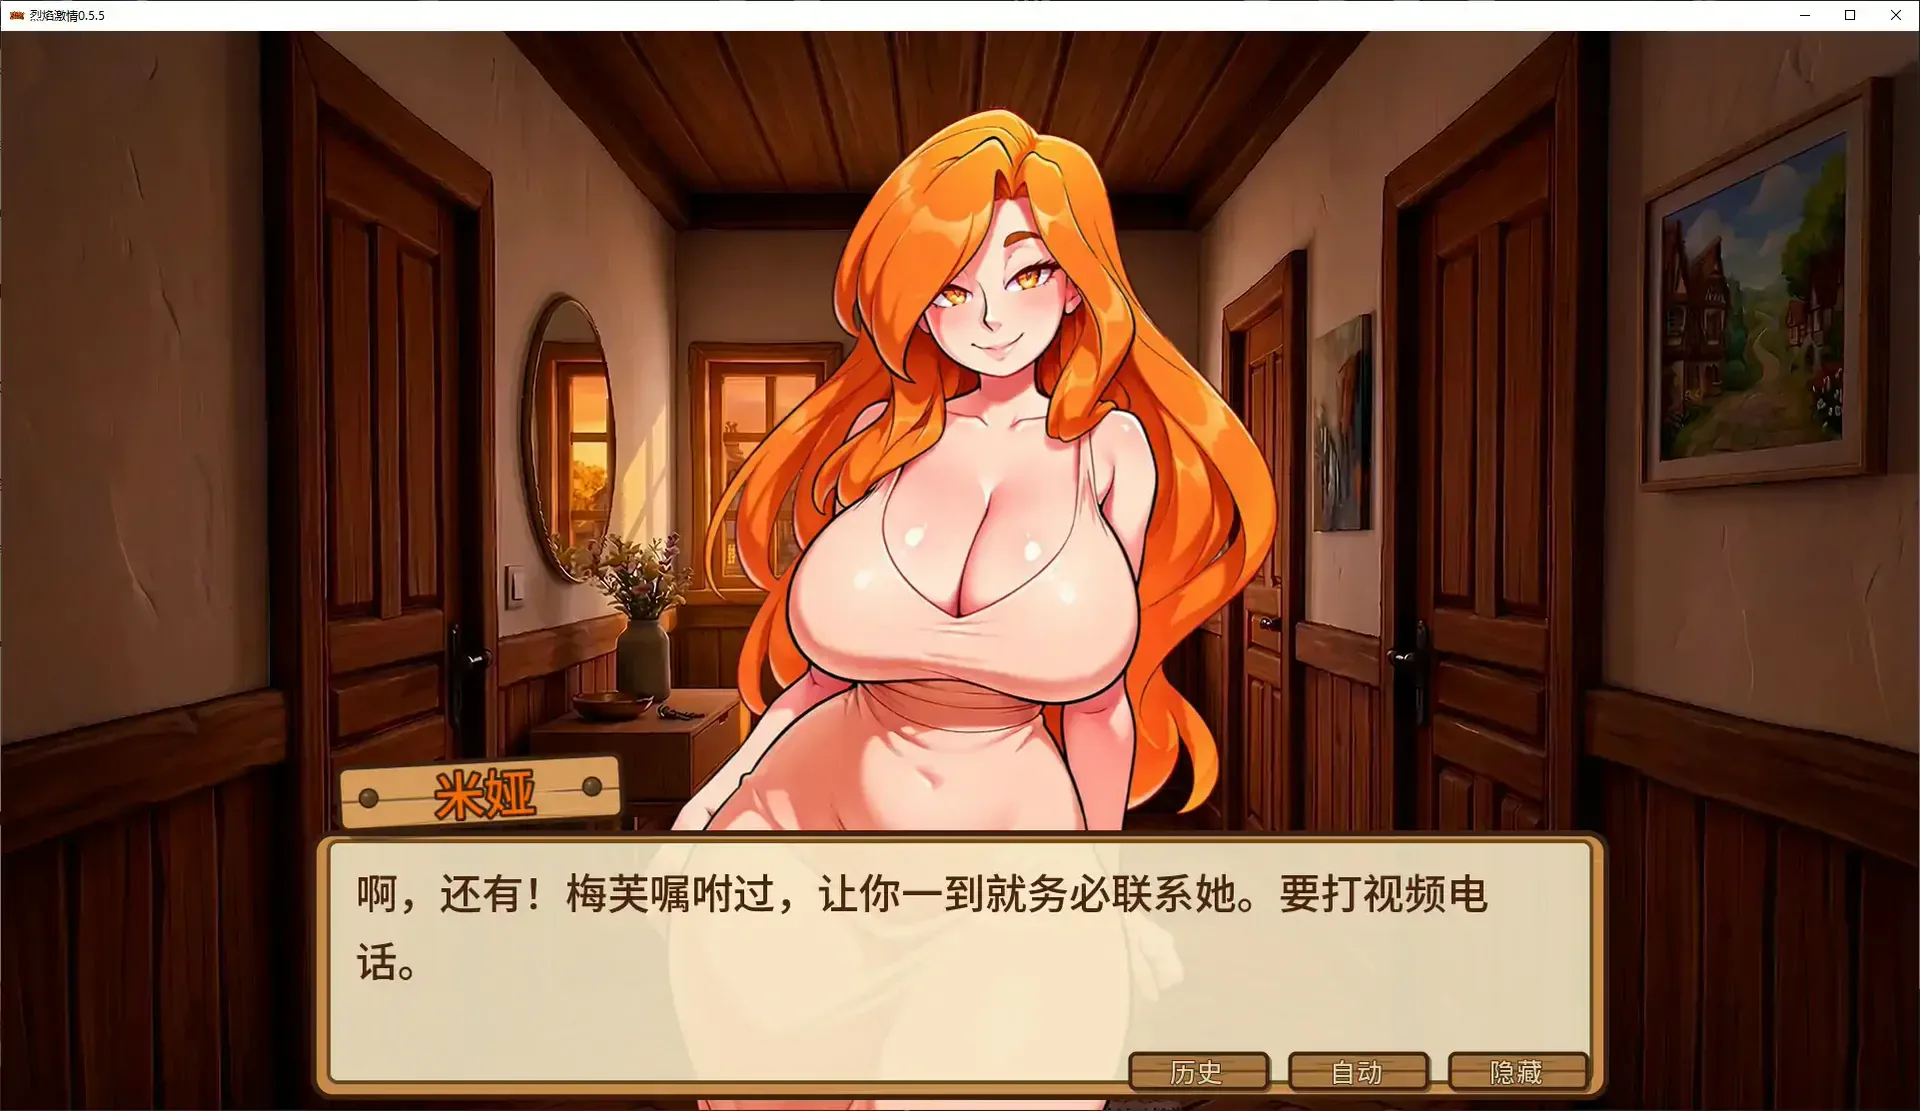 烈焰激情0.5.5
米娅
啊，还有！梅芙嘱咐过，让你一到就务必联系她。要打视频电
话。
历史
自动
隐藏